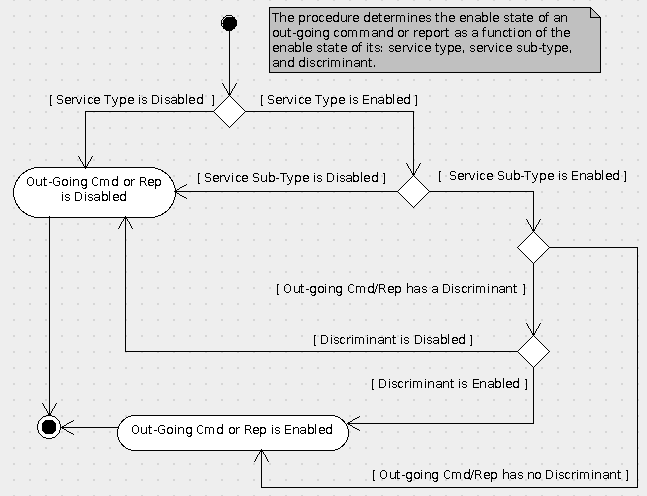 The procedure determines the enable state of an
out-going command or report as a function of the
enable state of its: service type, service sub-type,
and discriminant.
[ Service Type is Disabled ]
[ Service Type is Enabled ]
[ Service Sub-Type is Disabled ]
[ Service Sub-Type is Enabled ]
Out-Going Cmd or Rep
is Disabled
[ Out-going Cmd/Rep has a Discriminant ]
[ Discriminant is Disabled ]
[ Discriminant is Enabled ]
Out-Going Cmd or Rep is Enabled
[ Out-going Cmd/Rep has no Discriminant ]